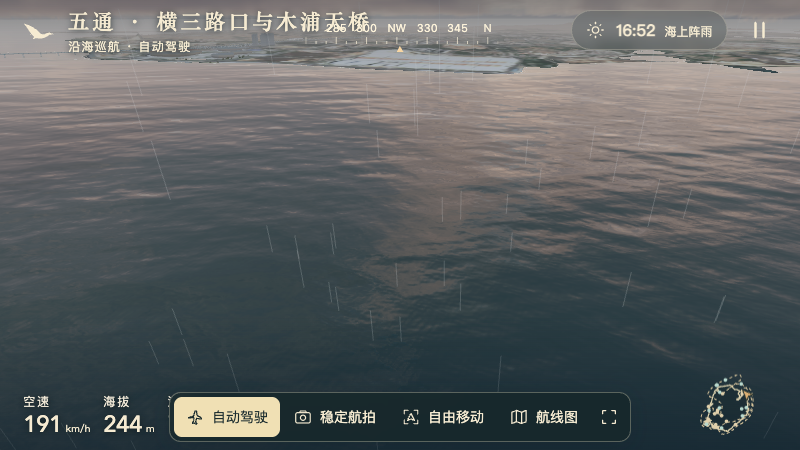 五通 · 横三路口与木浦天桥
沿海巡航 · 自动驾驶
285 300 NW 330 345 N
16:52 海上阵雨
空速
191 km/h
海拔
244 m
自动驾驶
稳定航拍
自由移动
航线图